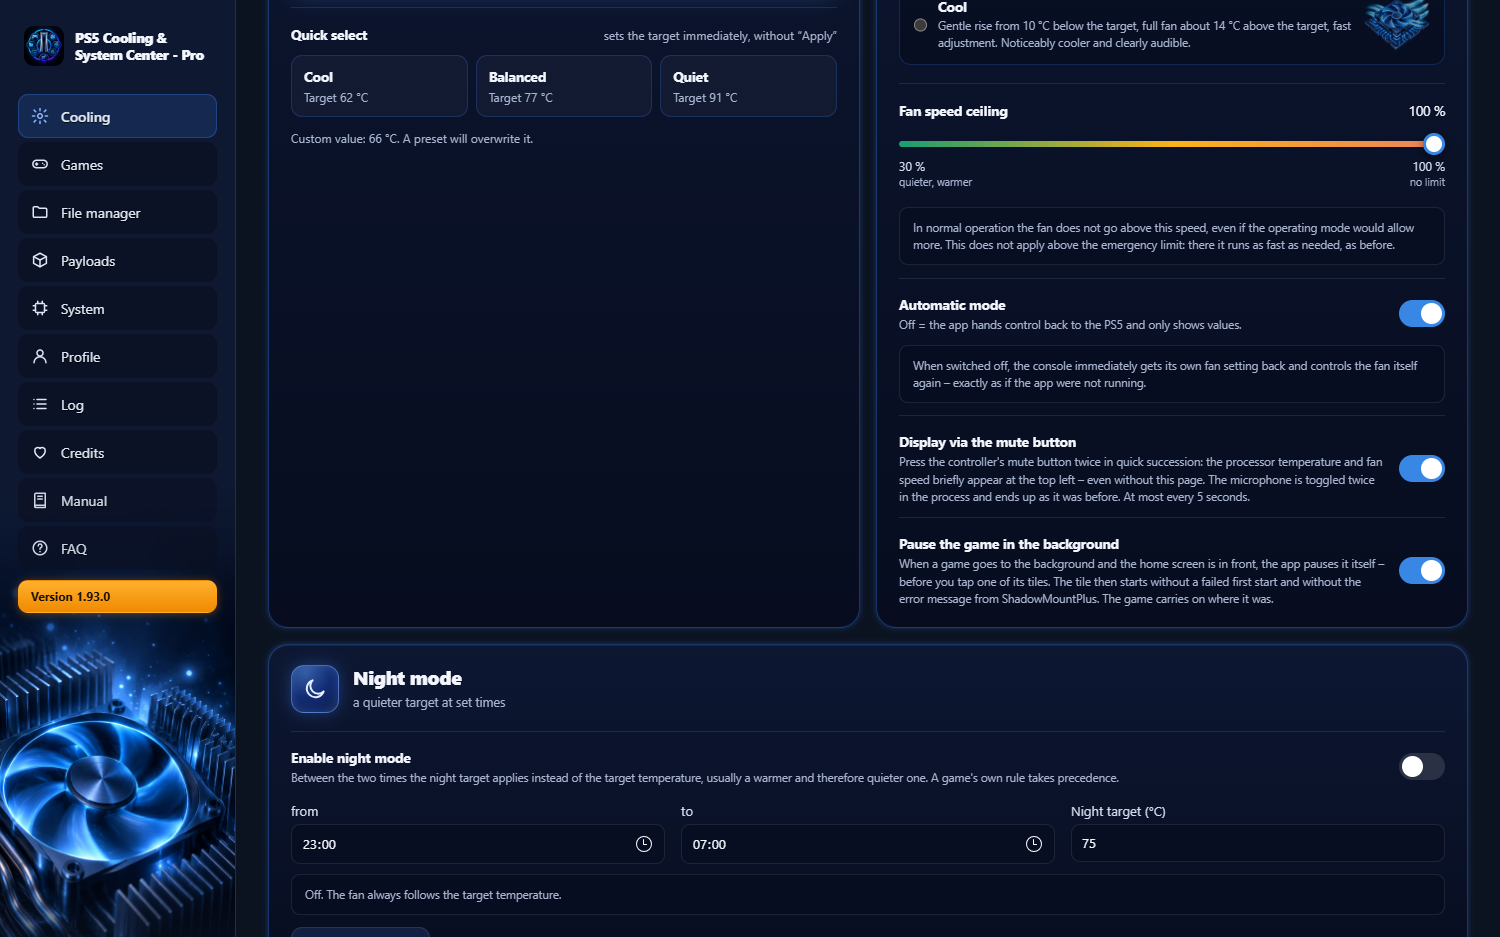 PS5 Cooling &
System Center - Pro
Cooling
Games
File manager
Payloads
System
Profile
Log
Credits
Manual
FAQ
Version 1.93.0
Quick select
sets the target immediately, without “Apply”
Cool
Target 62 °C
Balanced
Target 77 °C
Quiet
Target 91 °C
Custom value: 66 °C. A preset will overwrite it.
Cool
Gentle rise from 10 °C below the target, full fan about 14 °C above the target, fast
adjustment. Noticeably cooler and clearly audible.
Fan speed ceiling
100 %
30 %
100 %
quieter, warmer
no limit
In normal operation the fan does not go above this speed, even if the operating mode would allow
more. This does not apply above the emergency limit: there it runs as fast as needed, as before.
Automatic mode
Off = the app hands control back to the PS5 and only shows values.
When switched off, the console immediately gets its own fan setting back and controls the fan itself
again – exactly as if the app were not running.
Display via the mute button
Press the controller's mute button twice in quick succession: the processor temperature and fan
speed briefly appear at the top left – even without this page. The microphone is toggled twice
in the process and ends up as it was before. At most every 5 seconds.
Pause the game in the background
When a game goes to the background and the home screen is in front, the app pauses it itself –
before you tap one of its tiles. The tile then starts without a failed first start and without the
error message from ShadowMountPlus. The game carries on where it was.
Night mode
a quieter target at set times
Enable night mode
Between the two times the night target applies instead of the target temperature, usually a warmer and therefore quieter one. A game's own rule takes precedence.
from
to
Night target (°C)
23:00
07:00
75
Off. The fan always follows the target temperature.